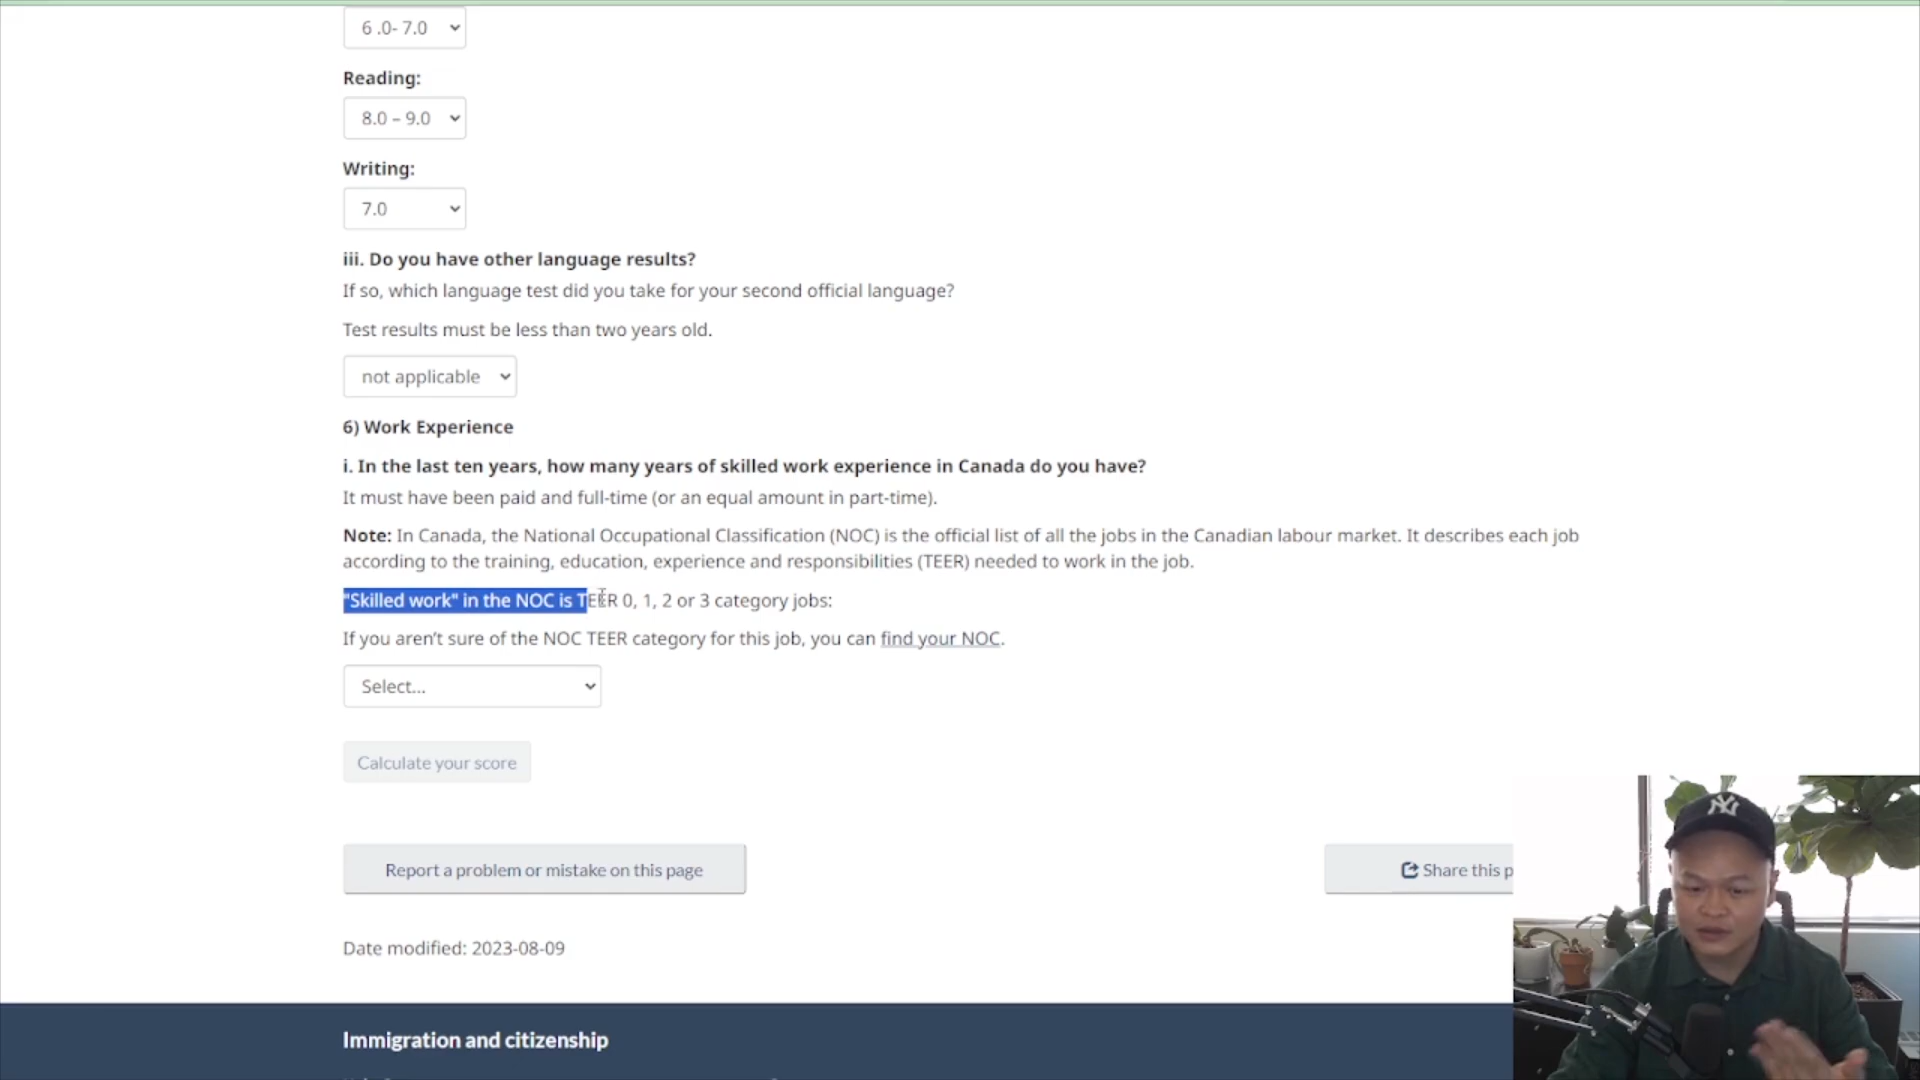 6 .0- 7.0
Reading:
8.0 – 9.0
Writing:
7.0
iii. Do you have other language results?
If so, which language test did you take for your second official language?
Test results must be less than two years old.
not applicable
6) Work Experience
i. In the last ten years, how many years of skilled work experience in Canada do you have?
It must have been paid and full-time (or an equal amount in part-time).
Note: In Canada, the National Occupational Classification (NOC) is the official list of all the jobs in the Canadian labour market. It describes each job
according to the training, education, experience and responsibilities (TEER) needed to work in the job.
"Skilled work" in the NOC is TEER 0, 1, 2 or 3 category jobs:
If you aren't sure of the NOC TEER category for this job, you can find your NOC.
Select...
Calculate your score
Report a problem or mistake on this page
Share this p
Date modified: 2023-08-09
NY
Immigration and citizenship